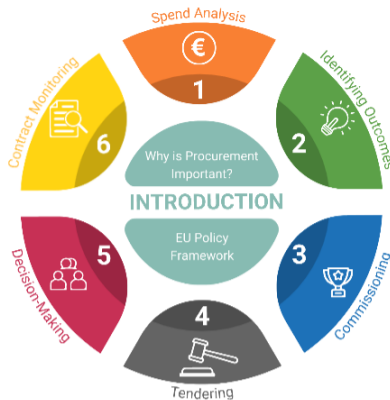 Spend Analysis
€
1
Identifying Outcomes
2
Commissioning
3
Tendering
4
Decision-Making
5
Contract Monitoring
6
Why is Procurement
Important?
INTRODUCTION
EU Policy
Framework